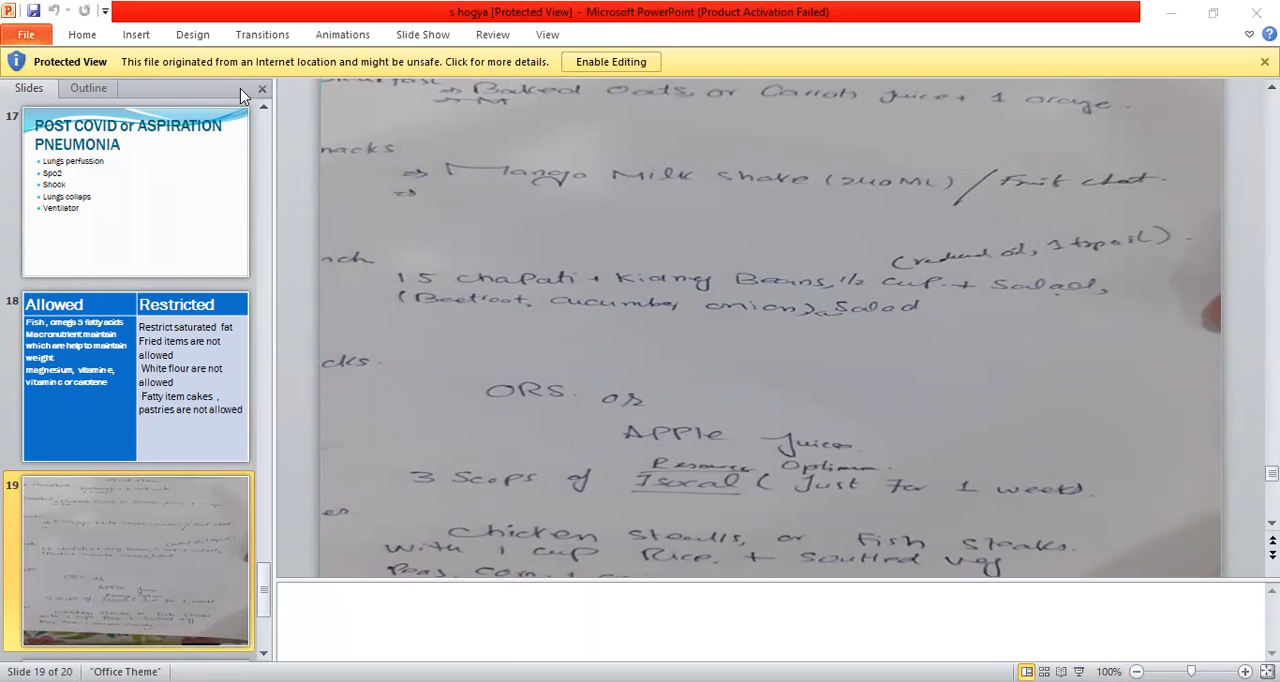 s hogya [Protected View] - Microsoft PowerPoint (Product Activation Failed)
File Home Insert Design Transitions Animations Slide Show Review View
Protected View This file originated from an Internet location and might be unsafe. Click for more details. Enable Editing
Slides Outline
17
POST COVID or ASPIRATION
PNEUMONIA
• Lungs perfussion
• Spo2
• Shock
• Lungs collaps
• Ventilator
18
Allowed
Fish , omega 3 fatty acids
Macronutrient maintain
which are help to maintain
weight
magnesium, vitamin e,
vitamin c or carotene
Restricted
Restrict saturated fat
Fried items are not
allowed
White flour are not
allowed
Fatty item cakes ,
pastries are not allowed
19
⇒ Baked Oats, or Carrots Juice + 1 orange.
nacks
⇒ Mango Milk Shake (240ML) / Fruit chat.
⇒
(reduced oil, 1 tsp oil)
nch
1.5 chapati + Kidney Beans, 1/2 cup + Salad,
(Beetroot, cucumber, onion) Salad
cks.
ORS. or
APPle Juice
Resource Optimum
3 Scops of Isocal ( Just for 1 week).
er
Chicken steaks, or Fish steaks.
with 1 cup Rice, + soutted veg
Peas, corn
Slide 19 of 20 "Office Theme" 100%